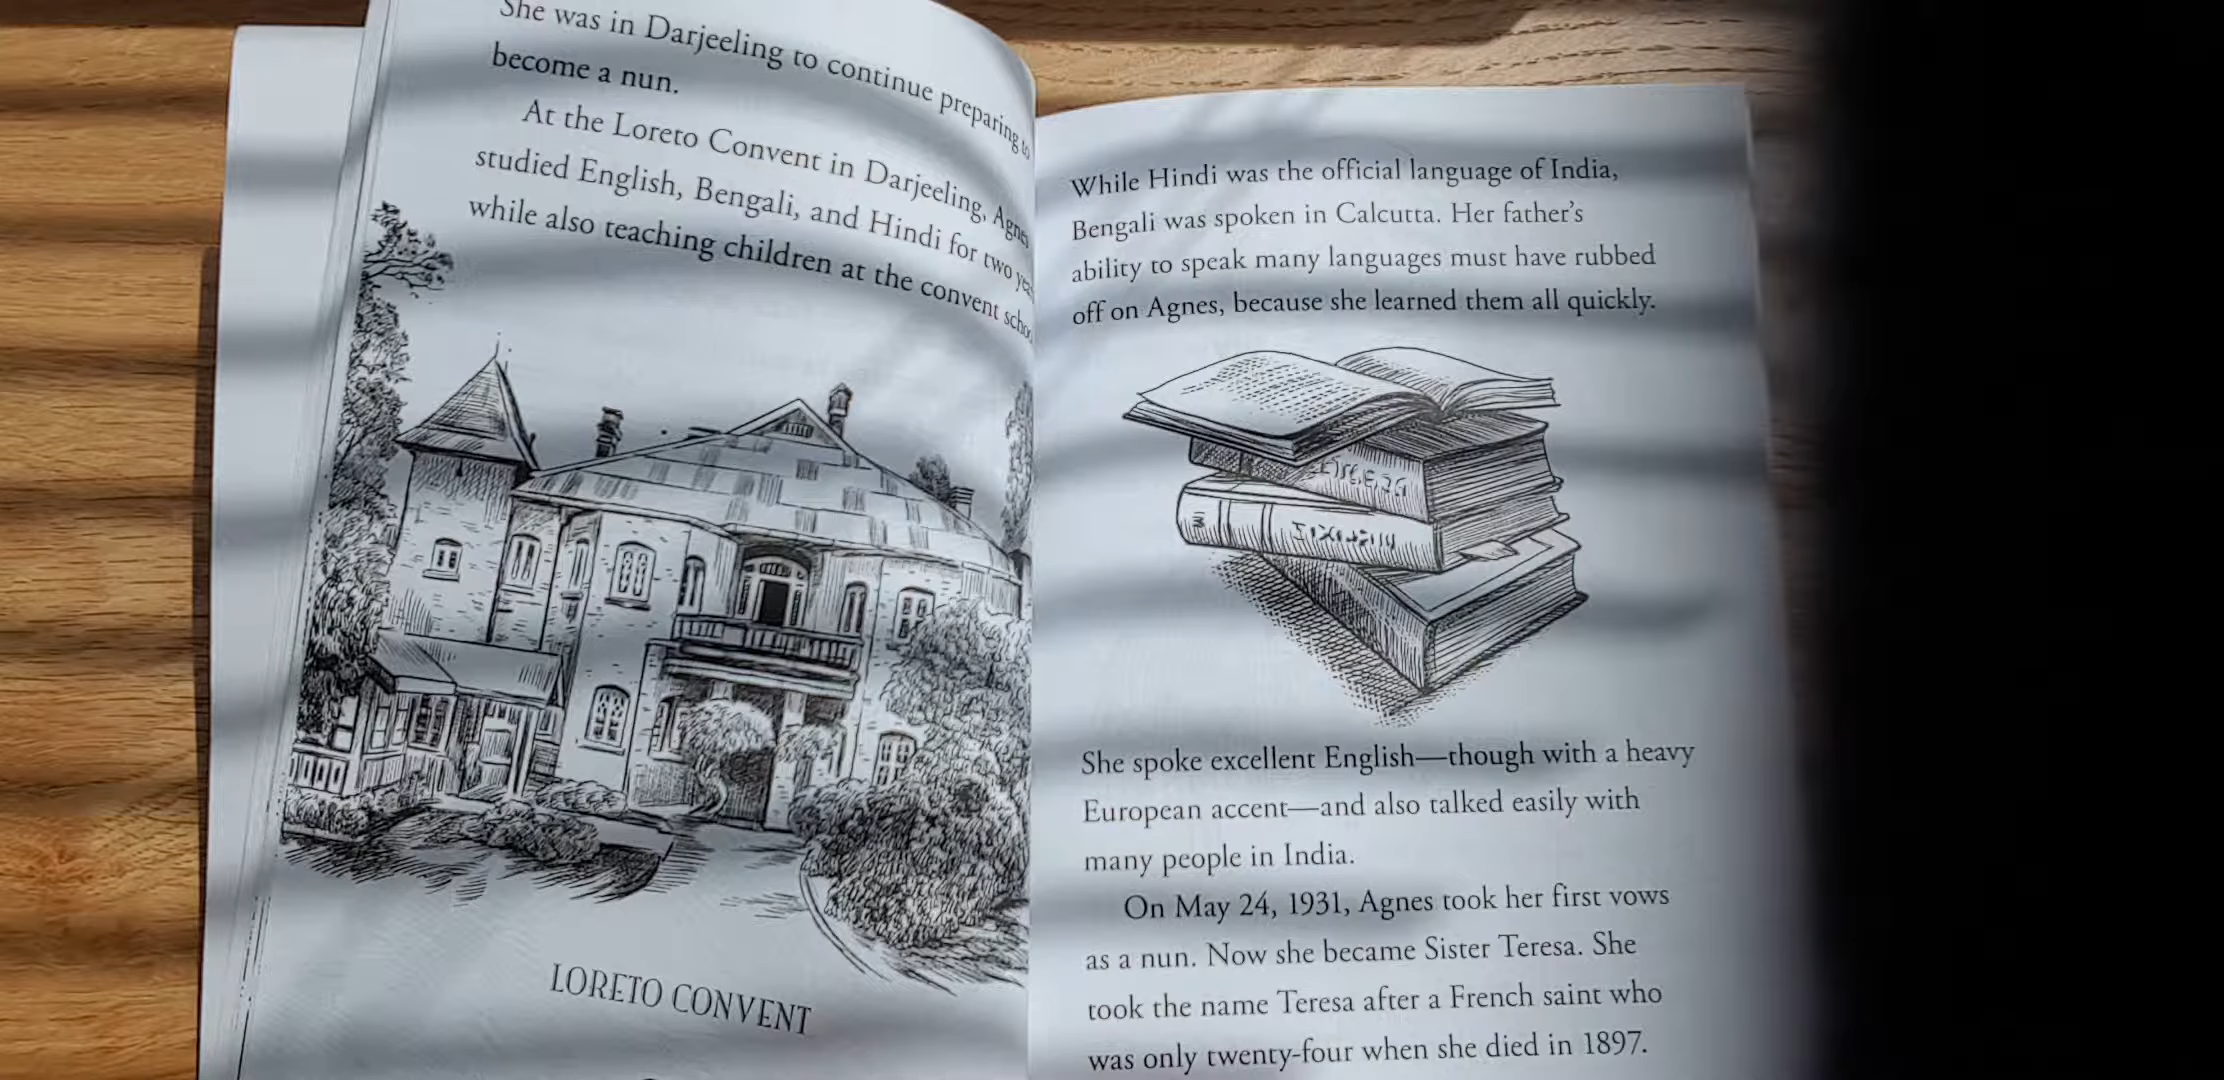 She was in Darjeeling to continue preparing to
become a nun.
At the Loreto Convent in Darjeeling, Agnes
studied English, Bengali, and Hindi for two
while also teaching children at the convent
LORETO CONVENT
While Hindi was the official language of India,
Bengali was spoken in Calcutta. Her father's
ability to speak many languages must have rubbed
off on Agnes, because she learned them all quickly.
She spoke excellent English—though with a heavy
European accent—and also talked easily with
many people in India.
On May 24, 1931, Agnes took her first vows
as a nun. Now she became Sister Teresa. She
took the name Teresa after a French saint who
was only twenty-four when she died in 1897.